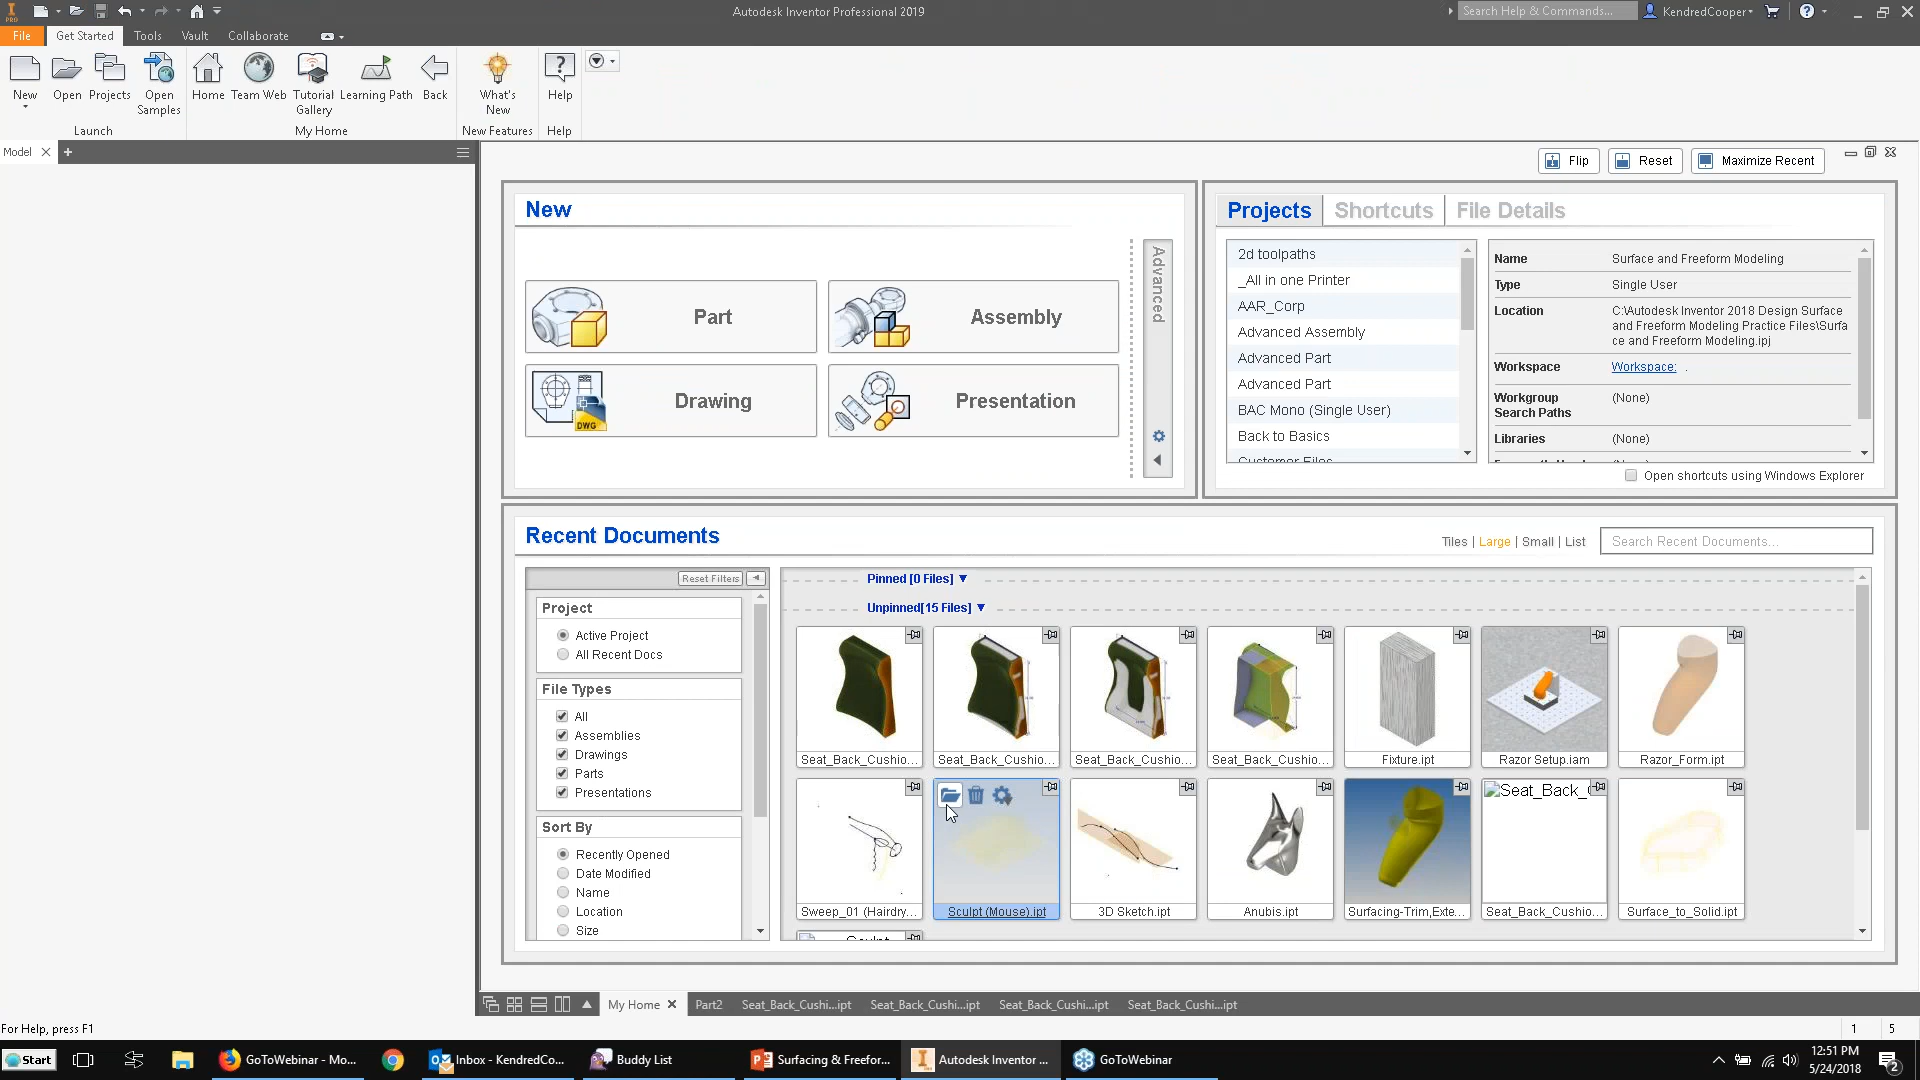 PRO
Autodesk Inventor Professional 2019
Search Help & Commands...
KendredCooper
File
Get Started
Tools
Vault
Collaborate
New
Open
Projects
Open Samples
Home
Team Web
Tutorial Gallery
Learning Path
Back
What's New
Help
Launch
My Home
New Features
Help
Model
Flip
Reset
Maximize Recent
New
Part
Assembly
Drawing
DWG
Presentation
Advanced
Projects
Shortcuts
File Details
2d toolpaths
_All in one Printer
AAR_Corp
Advanced Assembly
Advanced Part
Advanced Part
BAC Mono (Single User)
Back to Basics
Customer Files
Name Surface and Freeform Modeling
Type Single User
Location C:\Autodesk Inventor 2018 Design Surface
and Freeform Modeling Practice Files\Surfa
ce and Freeform Modeling.ipj
Workspace Workspace: .
Workgroup Search Paths (None)
Libraries (None)
Open shortcuts using Windows Explorer
Recent Documents
Tiles | Large | Small | List
Search Recent Documents...
Reset Filters
Project
Active Project
All Recent Docs
File Types
All
Assemblies
Drawings
Parts
Presentations
Sort By
Recently Opened
Date Modified
Name
Location
Size
Pinned [0 Files]
Unpinned[15 Files]
Seat_Back_Cushio...
Seat_Back_Cushio...
Seat_Back_Cushio...
Seat_Back_Cushio...
Fixture.ipt
Razor Setup.iam
Razor_Form.ipt
Seat_Back_C
Sweep_01 (Hairdry...
Sculpt (Mouse).ipt
3D Sketch.ipt
Anubis.ipt
Surfacing-Trim,Exte...
Seat_Back_Cushio...
Surface_to_Solid.ipt
Sculpt
My Home
Part2
Seat_Back_Cushi...ipt
Seat_Back_Cushi...ipt
Seat_Back_Cushi...ipt
Seat_Back_Cushi...ipt
For Help, press F1
1
5
Start
GoToWebinar - Mo...
Inbox - KendredCo...
Buddy List
Surfacing & Freefor...
Autodesk Inventor ...
GoToWebinar
12:51 PM
5/24/2018
2